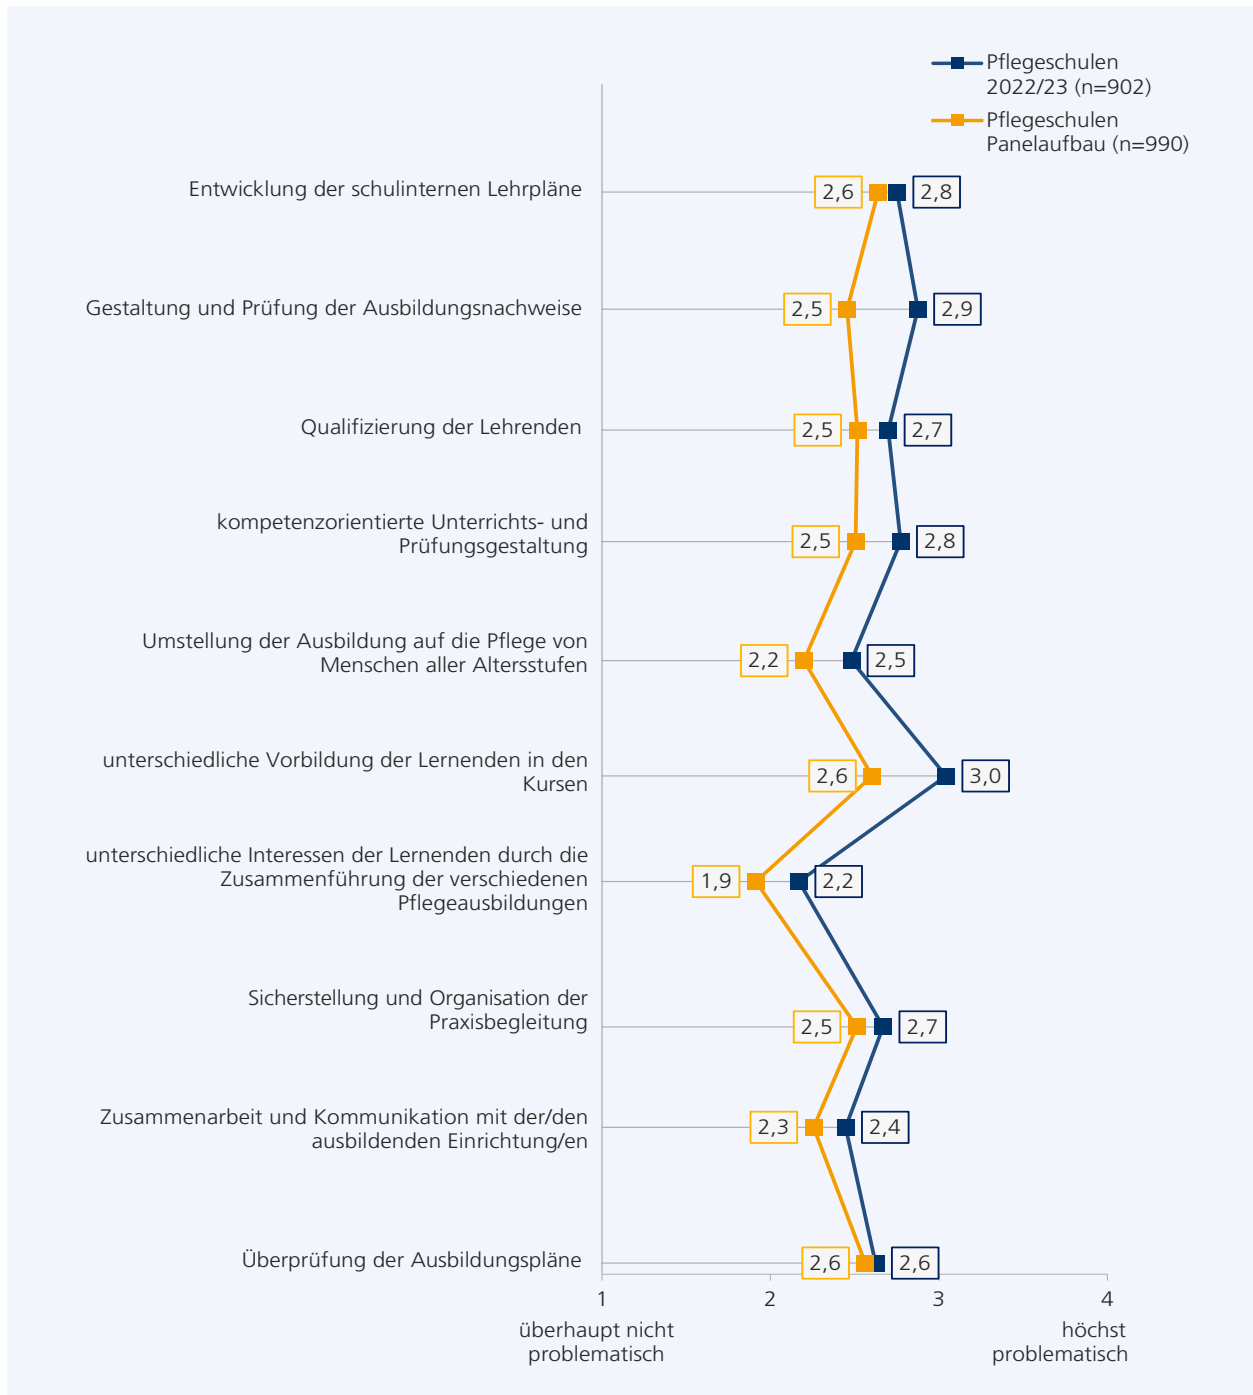 Pflegeschulen
2022/23 (n=902)
Pflegeschulen
Panelaufbau (n=990)
Entwicklung der schulinternen Lehrpläne
2,6
2,8
Gestaltung und Prüfung der Ausbildungsnachweise
2,5
2,9
Qualifizierung der Lehrenden
2,5
2,7
kompetenzorientierte Unterrichts- und
Prüfungsgestaltung
2,5
2,8
Umstellung der Ausbildung auf die Pflege von
Menschen aller Altersstufen
2,2
2,5
unterschiedliche Vorbildung der Lernenden in den
Kursen
2,6
3,0
unterschiedliche Interessen der Lernenden durch die
Zusammenführung der verschiedenen
Pflegeausbildungen
1,9
2,2
Sicherstellung und Organisation der
Praxisbegleitung
2,5
2,7
Zusammenarbeit und Kommunikation mit der/den
ausbildenden Einrichtung/en
2,3
2,4
Überprüfung der Ausbildungspläne
2,6
2,6
1
2
3
4
überhaupt nicht
problematisch
höchst
problematisch